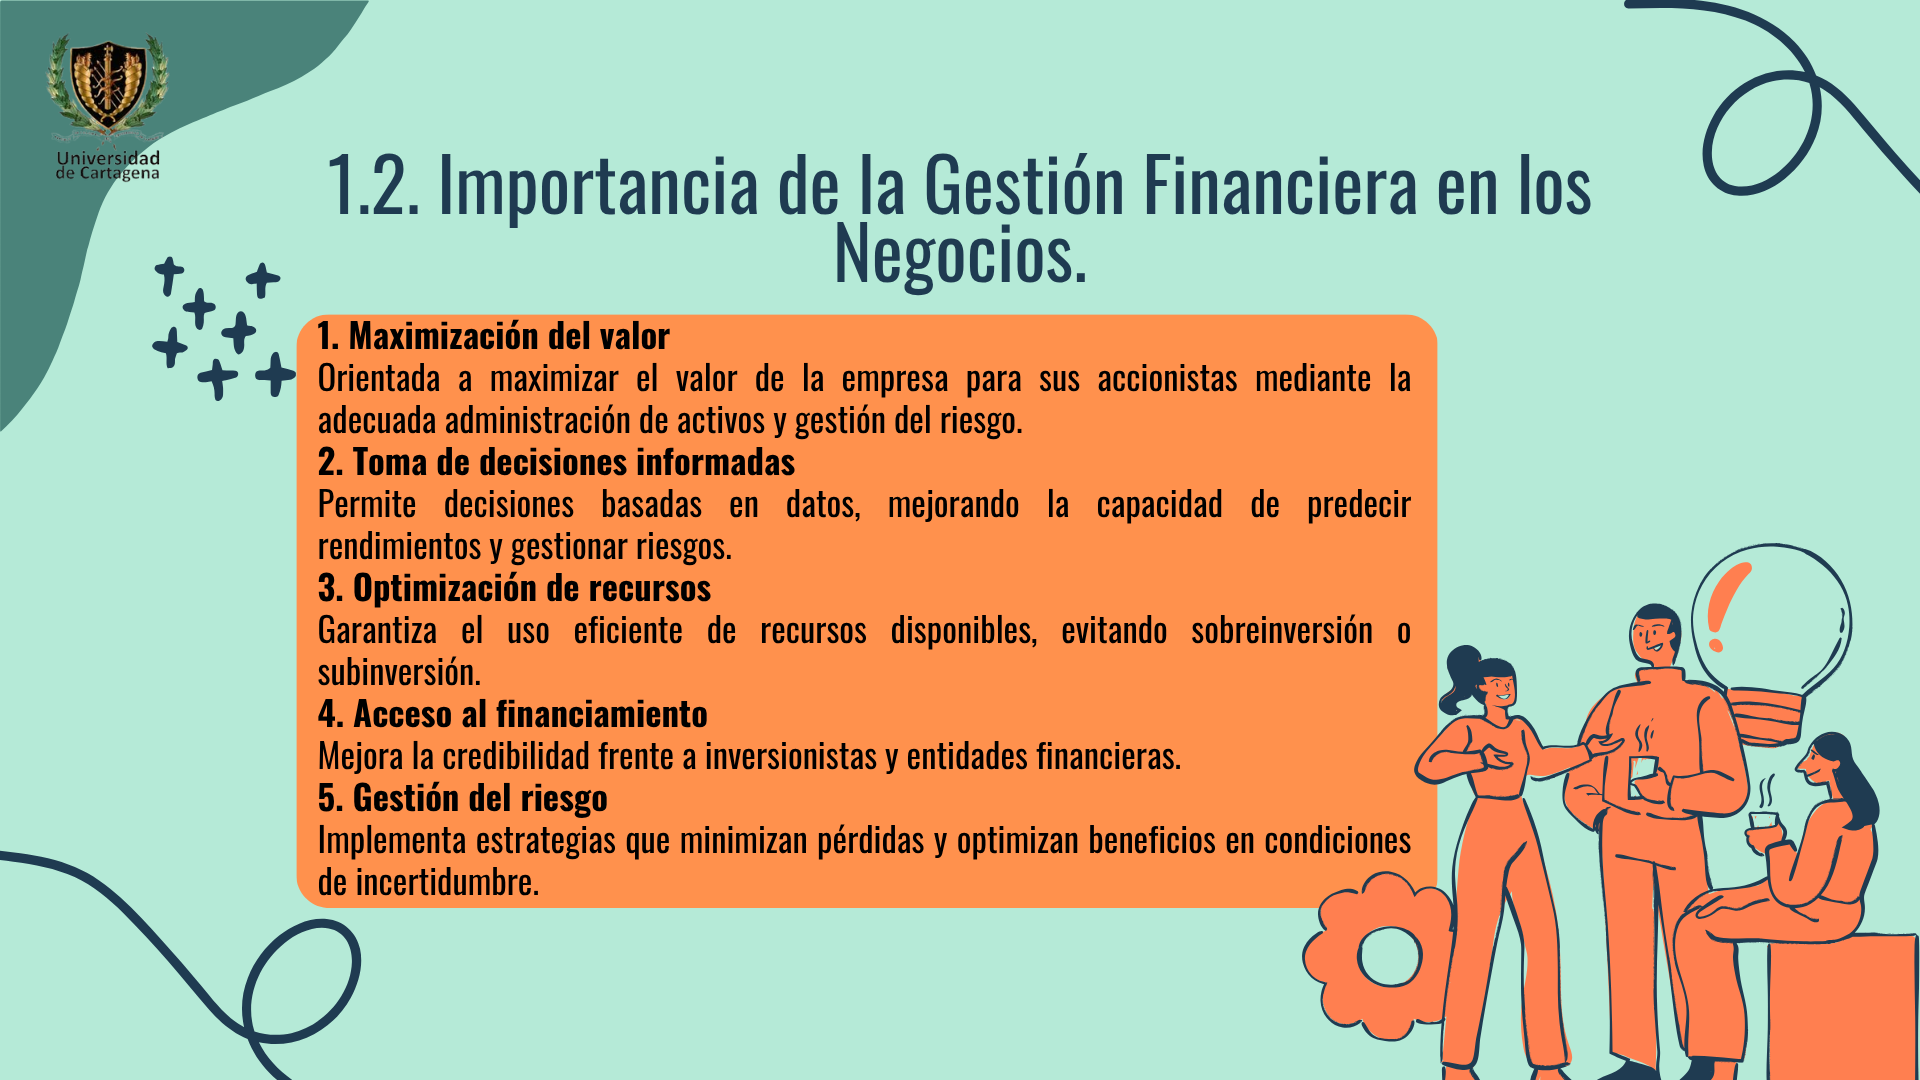 Universidad
de Cartagena
1.2. Importancia de la Gestión Financiera en los
Negocios.
1. Maximización del valor
Orientada a maximizar el valor de la empresa para sus accionistas mediante la
adecuada administración de activos y gestión del riesgo.
2. Toma de decisiones informadas
Permite decisiones basadas en datos, mejorando la capacidad de predecir
rendimientos y gestionar riesgos.
3. Optimización de recursos
Garantiza el uso eficiente de recursos disponibles, evitando sobreinversión o
subinversión.
4. Acceso al financiamiento
Mejora la credibilidad frente a inversionistas y entidades financieras.
5. Gestión del riesgo
Implementa estrategias que minimizan pérdidas y optimizan beneficios en condiciones
de incertidumbre.